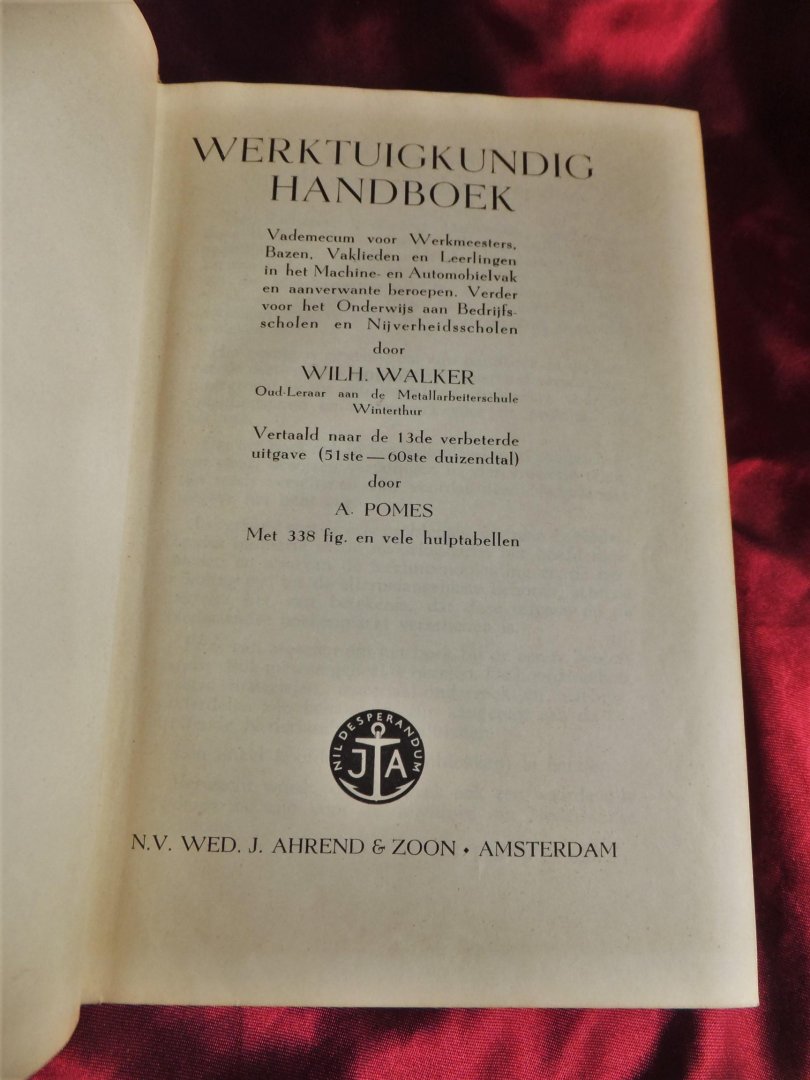 WERKTUIGKUNDIG
HANDBOEK
Vademecum voor Werkmeesters,
Bazen, Vaklieden en Leerlingen
in het Machine- en Automobielvak
en aanverwante beroepen. Verder
voor het Onderwijs aan Bedrijfs-
scholen en Nijverheidsscholen
door
WILH. WALKER
Oud-Leraar aan de Metallarbeiterschule
Winterthur
Vertaald naar de 13de verbeterde
uitgave (51ste — 60ste duizendtal)
door
A. POMES
Met 338 fig. en vele hulptabellen
NIL DESPERANDUM
J A
N.V. WED. J. AHREND & ZOON • AMSTERDAM